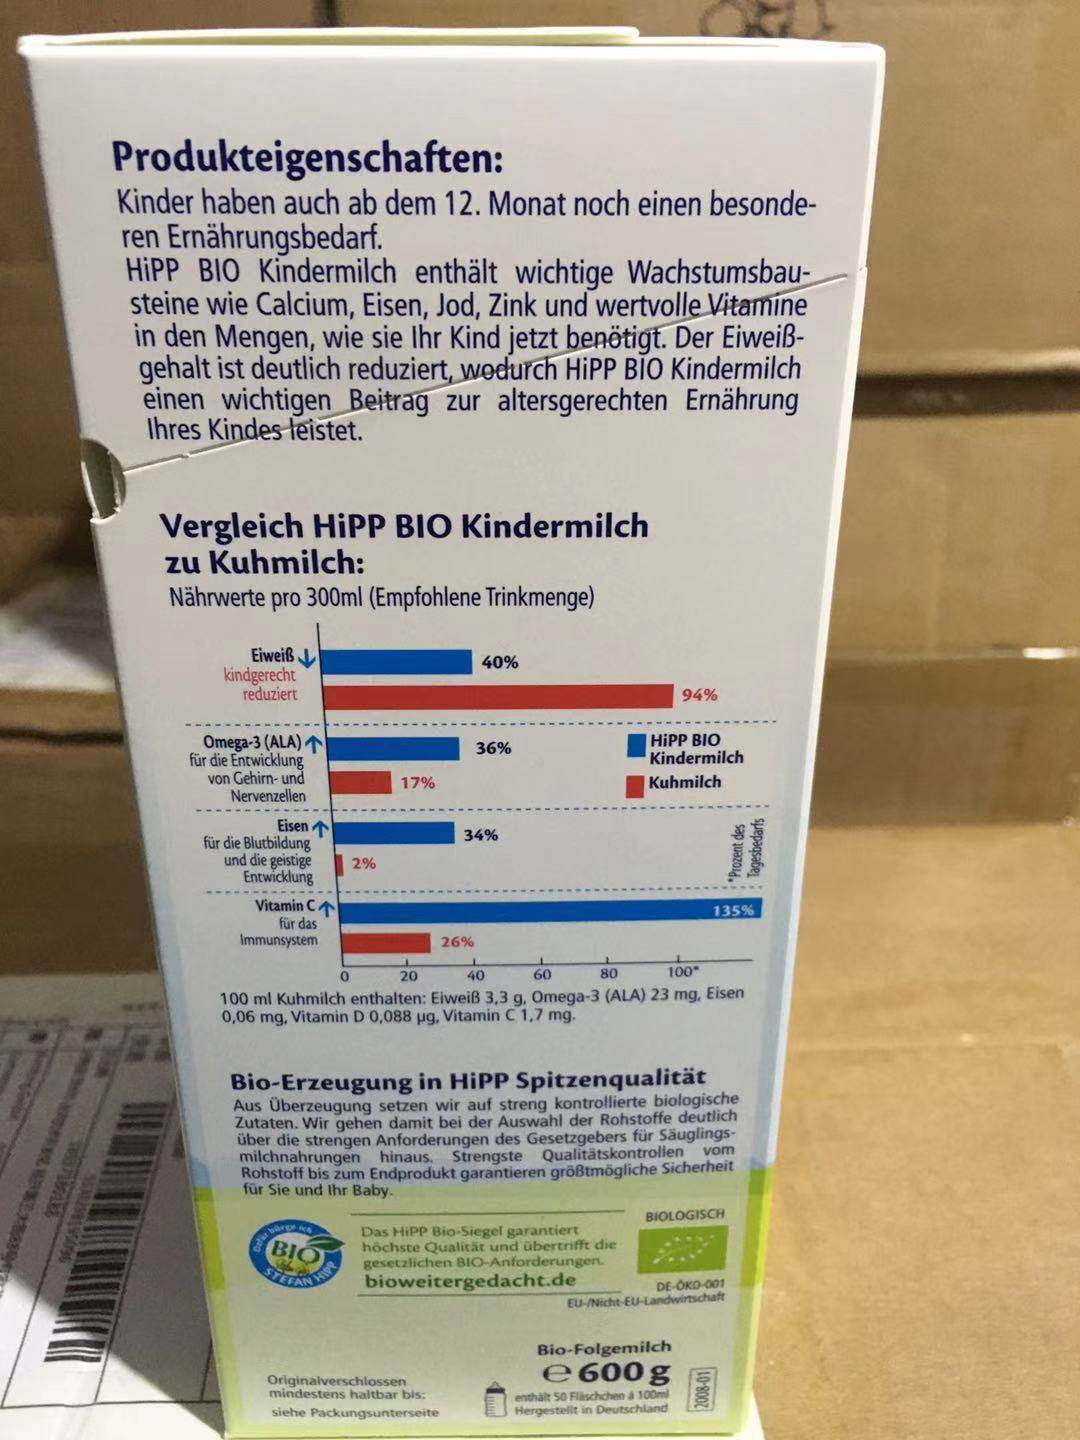 Produkteigenschaften:
Kinder haben auch ab dem 12. Monat noch einen besonde-
ren Ernährungsbedarf.
HiPP BIO Kindermilch enthält wichtige Wachstumsbau-
steine wie Calcium, Eisen, Jod, Zink und wertvolle Vitamine
in den Mengen, wie sie Ihr Kind jetzt benötigt. Der Eiweiß-
gehalt ist deutlich reduziert, wodurch HiPP BIO Kindermilch
einen wichtigen Beitrag zur altersgerechten Ernährung
Ihres Kindes leistet.
Vergleich HiPP BIO Kindermilch
zu Kuhmilch:
Nährwerte pro 300ml (Empfohlene Trinkmenge)
Eiweiß
kindgerecht
reduziert
40%
94%
Omega-3 (ALA)
für die Entwicklung
von Gehirn- und
Nervenzellen
36%
17%
HiPP BIO
Kindermilch
Kuhmilch
Eisen
für die Blutbildung
und die geistige
Entwicklung
34%
2%
*Prozent des
Tagesbedarfs
Vitamin C
für das
Immunsystem
135%
26%
0 20 40 60 80 100*
100 ml Kuhmilch enthalten: Eiweiß 3,3 g, Omega-3 (ALA) 23 mg, Eisen
0,06 mg, Vitamin D 0,088 µg, Vitamin C 1,7 mg.
Bio-Erzeugung in HiPP Spitzenqualität
Aus Überzeugung setzen wir auf streng kontrollierte biologische
Zutaten. Wir gehen damit bei der Auswahl der Rohstoffe deutlich
über die strengen Anforderungen des Gesetzgebers für Säuglings-
milchnahrungen hinaus. Strengste Qualitätskontrollen vom
Rohstoff bis zum Endprodukt garantieren größtmögliche Sicherheit
für Sie und Ihr Baby.
Dafür bürge ich
BIO
STEFAN HIPP
Das HiPP Bio-Siegel garantiert
höchste Qualität und übertrifft die
gesetzlichen BIO-Anforderungen.
bioweitergedacht.de
BIOLOGISCH
DE-ÖKO-001
EU-/Nicht-EU-Landwirtschaft
Bio-Folgemilch
e 600 g
enthält 50 Fläschchen à 100ml
Hergestellt in Deutschland
2008-01
Originalverschlossen
mindestens haltbar bis:
siehe Packungsunterseite